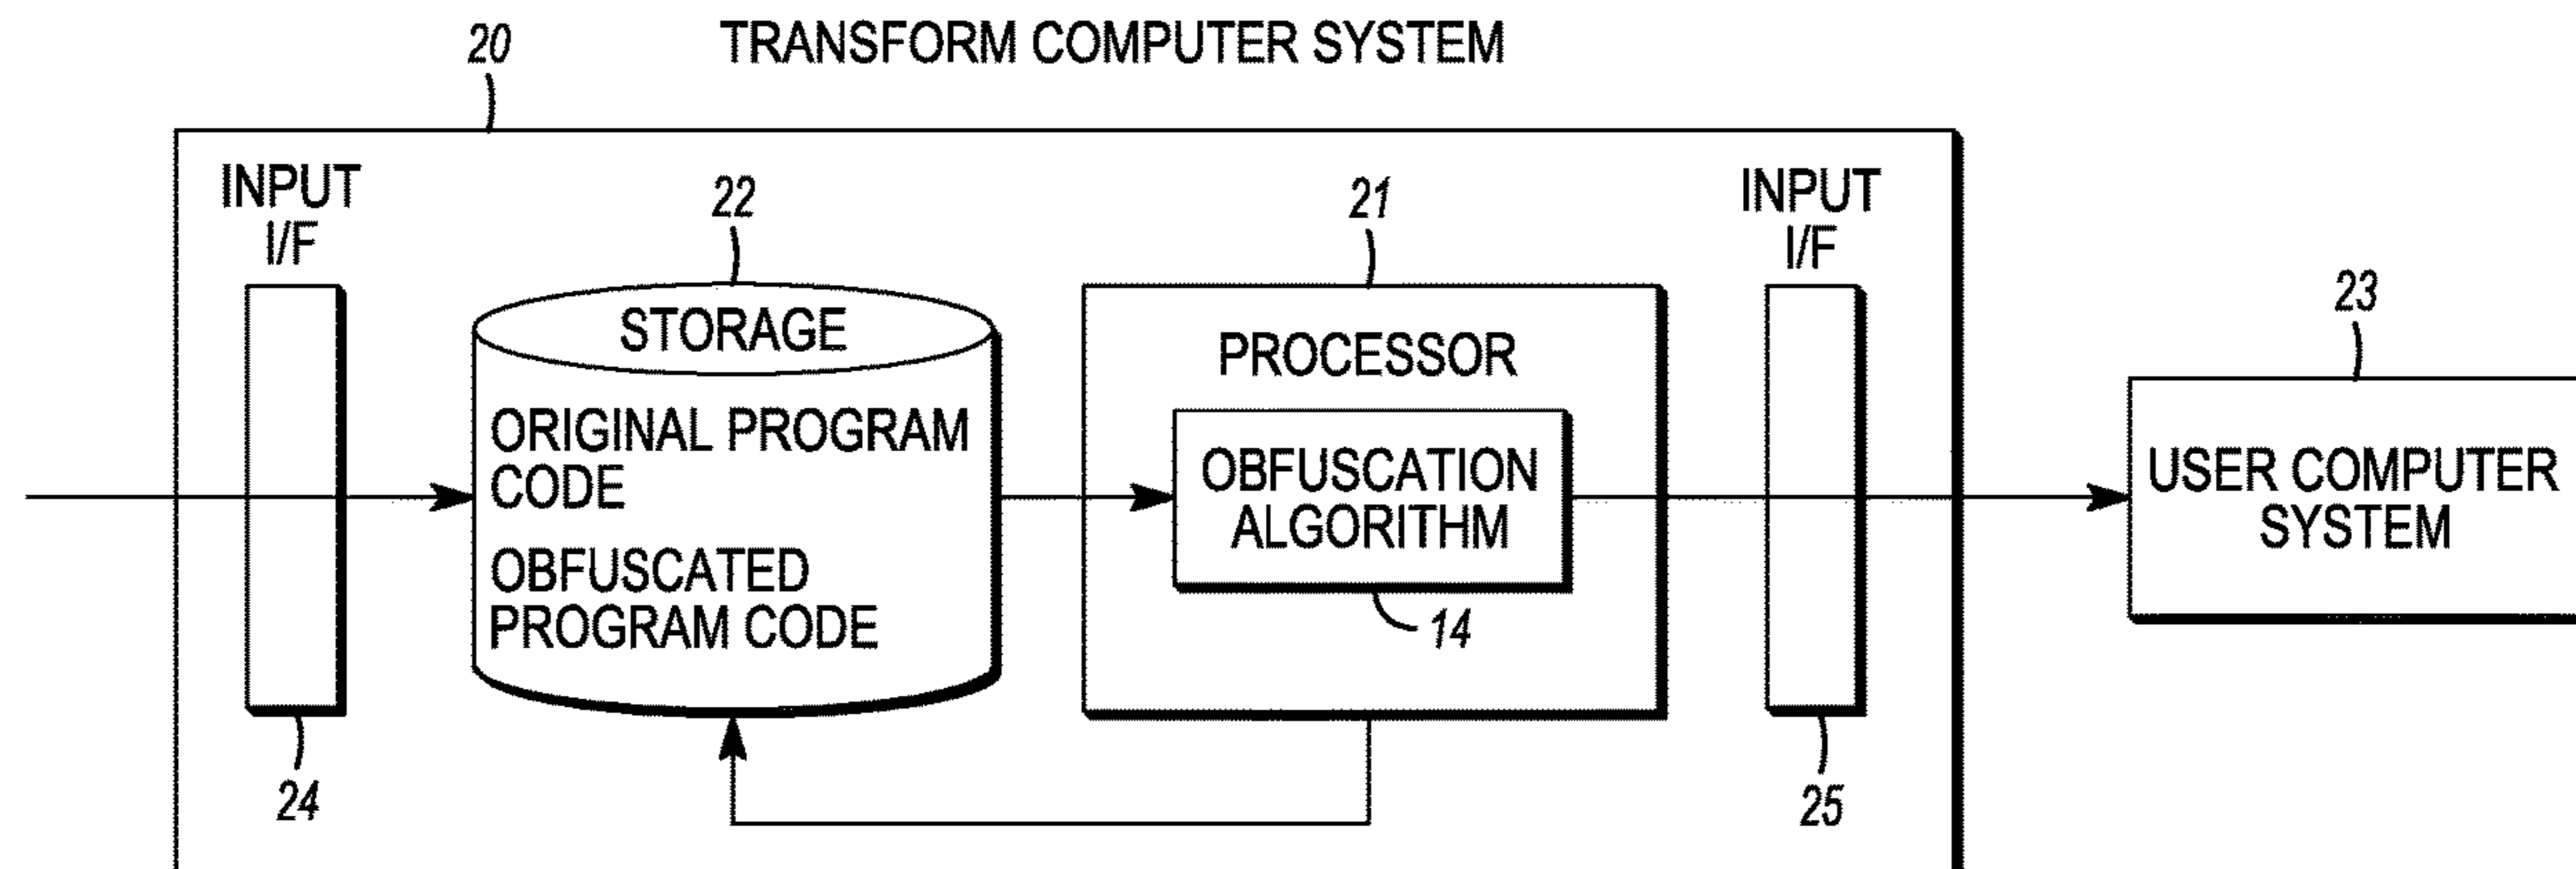 20
TRANSFORM COMPUTER SYSTEM
INPUT
I/F
22
STORAGE
ORIGINAL PROGRAM
CODE
OBFUSCATED
PROGRAM CODE
21
PROCESSOR
OBFUSCATION
ALGORITHM
14
INPUT
I/F
23
USER COMPUTER
SYSTEM
24
25